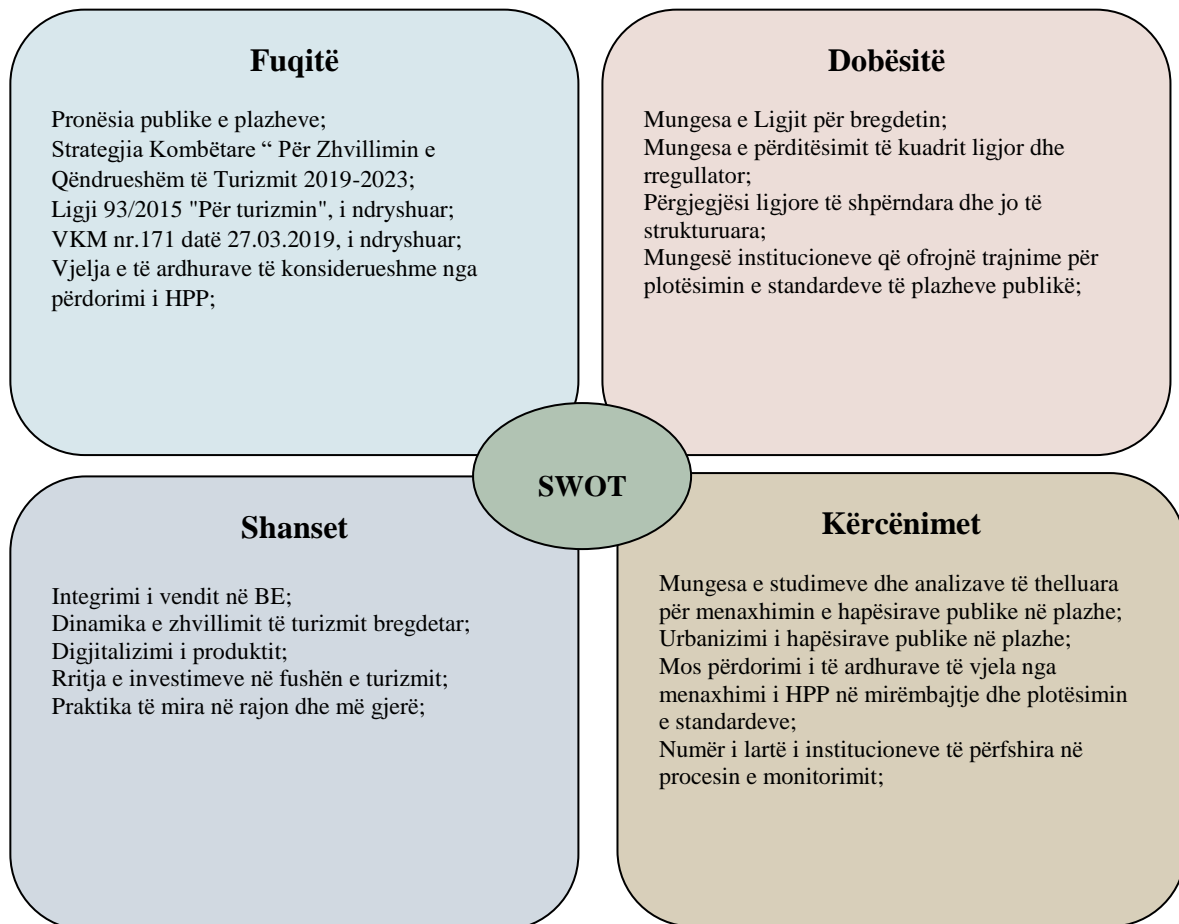 Fuqitë
Pronësia publike e plazheve;
Strategjia Kombëtare “ Për Zhvillimin e
Qëndrueshëm të Turizmit 2019-2023;
Ligji 93/2015 "Për turizmin", i ndryshuar;
VKM nr.171 datë 27.03.2019, i ndryshuar;
Vjelja e të ardhurave të konsiderueshme nga
përdorimi i HPP;
Dobësitë
Mungesa e Ligjit për bregdetin;
Mungesa e përditësimit të kuadrit ligjor dhe
rregullator;
Përgjegjësi ligjore të shpërndara dhe jo të
strukturuara;
Mungesë institucioneve që ofrojnë trajnime për
plotësimin e standardeve të plazheve publikë;
SWOT
Shanset
Integrimi i vendit në BE;
Dinamika e zhvillimit të turizmit bregdetar;
Digjitalizimi i produktit;
Rritja e investimeve në fushën e turizmit;
Praktika të mira në rajon dhe më gjerë;
Kërcënimet
Mungesa e studimeve dhe analizave të thelluara
për menaxhimin e hapësirave publike në plazhe;
Urbanizimi i hapësirave publike në plazhe;
Mos përdorimi i të ardhurave të vjela nga
menaxhimi i HPP në mirëmbajtje dhe plotësimin
e standardeve;
Numër i lartë i institucioneve të përfshira në
procesin e monitorimit;